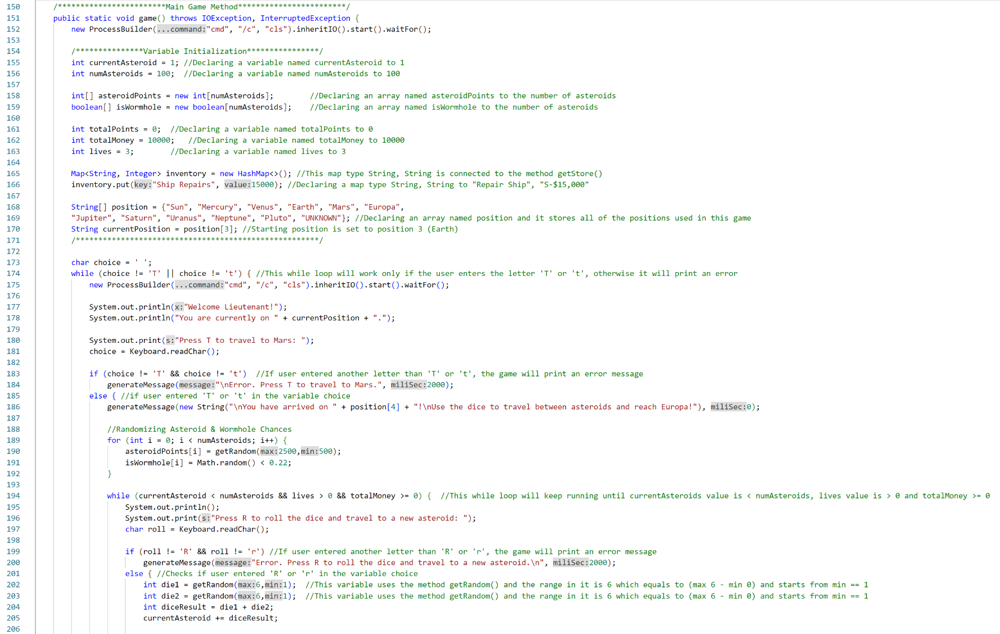 150 /************************Main Game Method************************/
151 public static void game() throws IOException, InterruptedException {
152 new ProcessBuilder(...command:"cmd", "/c", "cls").inheritIO().start().waitFor();
153
154 /***************Variable Initialization****************/
155 int currentAsteroid = 1; //Declaring a variable named currentAsteroid to 1
156 int numAsteroids = 100; //Declaring a variable named numAsteroids to 100
157
158 int[] asteroidPoints = new int[numAsteroids]; //Declaring an array named asteroidPoints to the number of asteroids
159 boolean[] isWormhole = new boolean[numAsteroids]; //Declaring an array named isWormhole to the number of asteroids
160
161 int totalPoints = 0; //Declaring a variable named totalPoints to 0
162 int totalMoney = 10000; //Declaring a variable named totalMoney to 10000
163 int lives = 3; //Declaring a variable named lives to 3
164
165 Map<String, Integer> inventory = new HashMap<>(); //This map type String, String is connected to the method getStore()
166 inventory.put(key:"Ship Repairs", value:15000); //Declaring a map type String, String to "Repair Ship", "S-$15,000"
167
168 String[] position = {"Sun", "Mercury", "Venus", "Earth", "Mars", "Europa",
169 "Jupiter", "Saturn", "Uranus", "Neptune", "Pluto", "UNKNOWN"}; //Declaring an array named position and it stores all of the positions used in this game
170 String currentPosition = position[3]; //Starting position is set to position 3 (Earth)
171 /******************************************************/
172
173 char choice = ' ';
174 while (choice != 'T' || choice != 't') { //This while loop will work only if the user enters the letter 'T' or 't', otherwise it will print an error
175 new ProcessBuilder(...command:"cmd", "/c", "cls").inheritIO().start().waitFor();
176
177 System.out.println(x:"Welcome Lieutenant!");
178 System.out.println("You are currently on " + currentPosition + ".");
179
180 System.out.print(s:"Press T to travel to Mars: ");
181 choice = Keyboard.readChar();
182
183 if (choice != 'T' && choice != 't') //If user entered another letter than 'T' or 't', the game will print an error message
184 generateMessage(message:"\nError. Press T to travel to Mars.", miliSec:2000);
185 else { //if user entered 'T' or 't' in the variable choice
186 generateMessage(new String("\nYou have arrived on " + position[4] + "!\nUse the dice to travel between asteroids and reach Europa!"), miliSec:0);
187
188 //Randomizing Asteroid & Wormhole Chances
189 for (int i = 0; i < numAsteroids; i++) {
190 asteroidPoints[i] = getRandom(max:2500,min:500);
191 isWormhole[i] = Math.random() < 0.22;
192 }
193
194 while (currentAsteroid < numAsteroids && lives > 0 && totalMoney >= 0) { //This while loop will keep running until currentAsteroids value is < numAsteroids, lives value is > 0 and totalMoney >= 0
195 System.out.println();
196 System.out.print(s:"Press R to roll the dice and travel to a new asteroid: ");
197 char roll = Keyboard.readChar();
198
199 if (roll != 'R' && roll != 'r') //If user entered another letter than 'R' or 'r', the game will print an error message
200 generateMessage(message:"Error. Press R to roll the dice and travel to a new asteroid.\n", miliSec:2000);
201 else { //Checks if user entered 'R' or 'r' in the variable choice
202 int die1 = getRandom(max:6,min:1); //This variable uses the method getRandom() and the range in it is 6 which equals to (max 6 - min 0) and starts from min == 1
203 int die2 = getRandom(max:6,min:1); //This variable uses the method getRandom() and the range in it is 6 which equals to (max 6 - min 0) and starts from min == 1
204 int diceResult = die1 + die2;
205 currentAsteroid += diceResult;
206